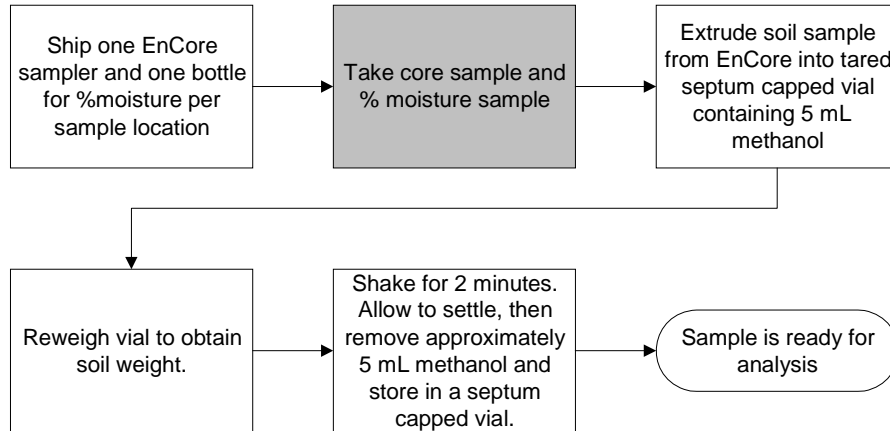 Ship one EnCore
sampler and one bottle
for %moisture per
sample location
Take core sample and
% moisture sample
Extrude soil sample
from EnCore into tared
septum capped vial
containing 5 mL
methanol
Reweigh vial to obtain
soil weight.
Shake for 2 minutes.
Allow to settle, then
remove approximately
5 mL methanol and
store in a septum
capped vial.
Sample is ready for
analysis